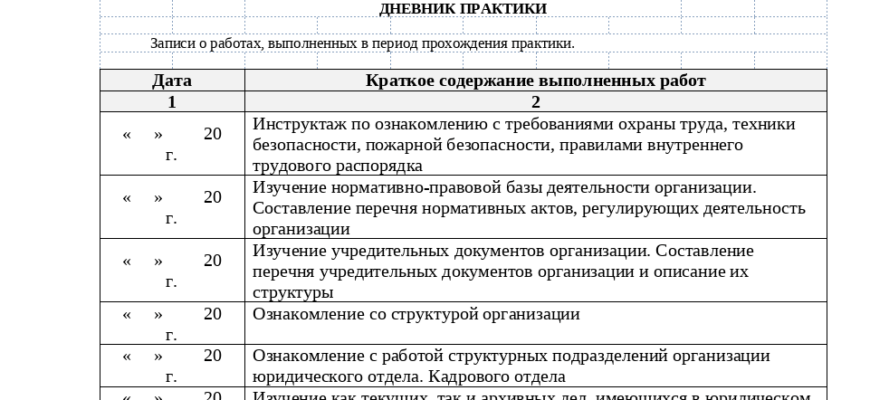 ДНЕВНИК ПРАКТИКИ
Записи о работах, выполненных в период прохождения практики.
Дата Краткое содержание выполненных работ
1 2
« » 20 г.
Инструктаж по ознакомлению с требованиями охраны труда, техники
безопасности, пожарной безопасности, правилами внутреннего
трудового распорядка
« » 20 г.
Изучение нормативно-правовой базы деятельности организации.
Составление перечня нормативных актов, регулирующих деятельность
организации
« » 20 г.
Изучение учредительных документов организации. Составление
перечня учредительных документов организации и описание их
структуры
« » 20 г.
Ознакомление со структурой организации
« » 20 г.
Ознакомление с работой структурных подразделений организации
юридического отдела. Кадрового отдела
« » 20
Изучение как текущих, так и архивных дел, имеющихся в юридическом